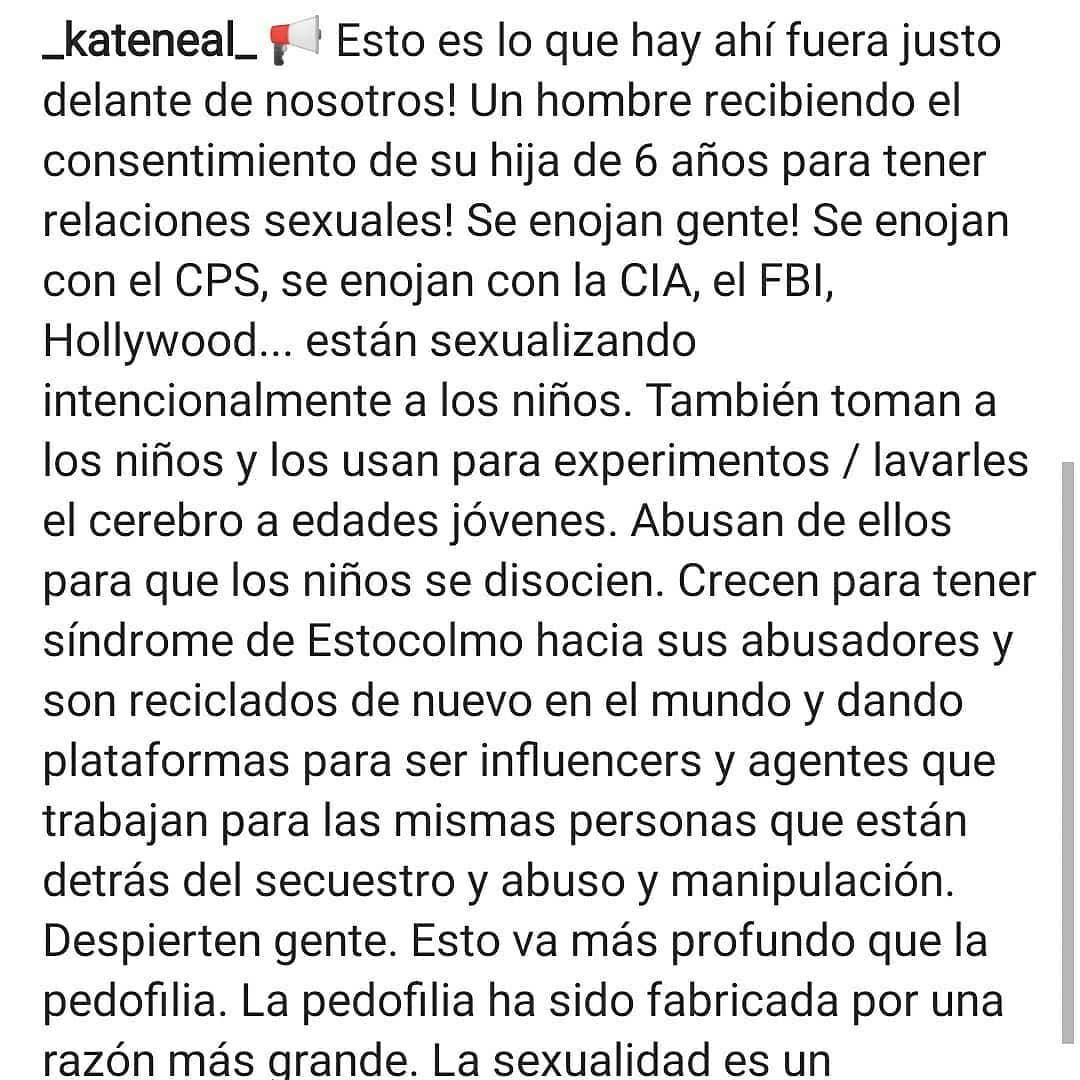 _kateneal_ 📢 Esto es lo que hay ahí fuera justo
delante de nosotros! Un hombre recibiendo el
consentimiento de su hija de 6 años para tener
relaciones sexuales! Se enojan gente! Se enojan
con el CPS, se enojan con la CIA, el FBI,
Hollywood... están sexualizando
intencionalmente a los niños. También toman a
los niños y los usan para experimentos / lavarles
el cerebro a edades jóvenes. Abusan de ellos
para que los niños se disocien. Crecen para tener
síndrome de Estocolmo hacia sus abusadores y
son reciclados de nuevo en el mundo y dando
plataformas para ser influencers y agentes que
trabajan para las mismas personas que están
detrás del secuestro y abuso y manipulación.
Despierten gente. Esto va más profundo que la
pedofilia. La pedofilia ha sido fabricada por una
razón más grande. La sexualidad es un